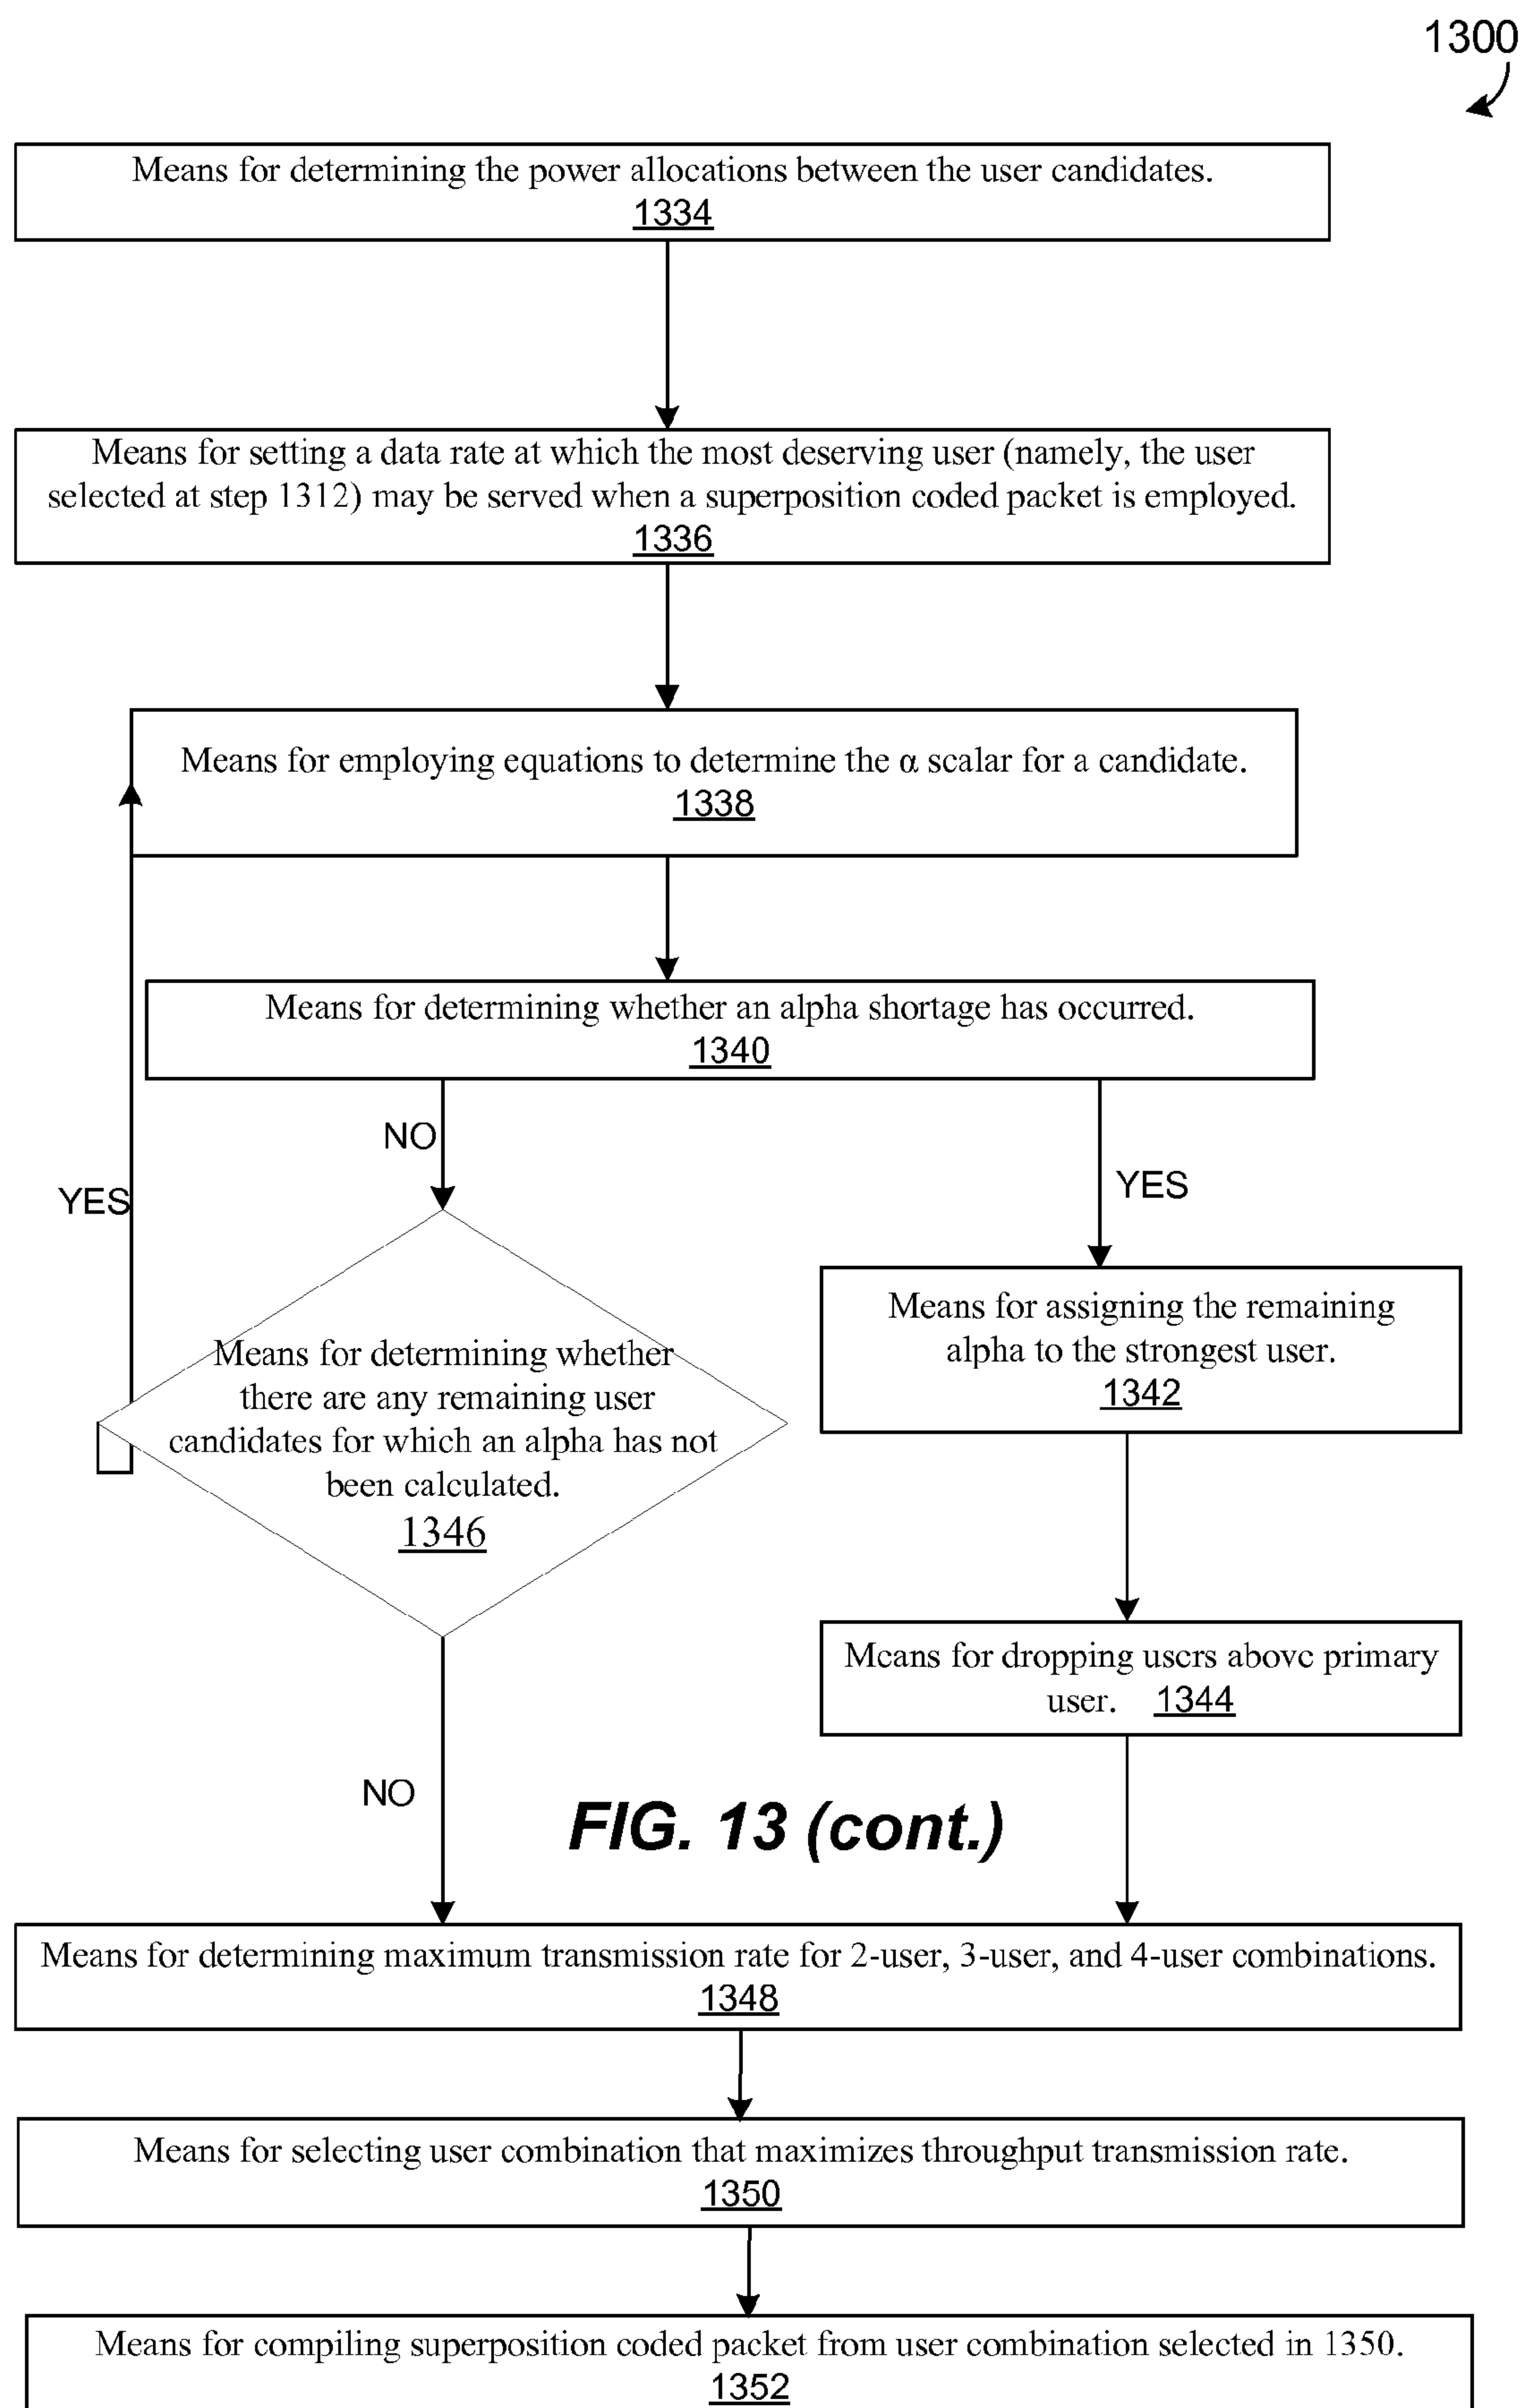 1300
Means for determining the power allocations between the user candidates.
1334
Means for setting a data rate at which the most deserving user (namely, the user
selected at step 1312) may be served when a superposition coded packet is employed.
1336
Means for employing equations to determine the α scalar for a candidate.
1338
Means for determining whether an alpha shortage has occurred.
1340
NO
YES
YES
Means for assigning the remaining
alpha to the strongest user.
1342
Means for determining whether
there are any remaining user
candidates for which an alpha has not
been calculated.
1346
Means for dropping users above primary
user. 1344
NO
FIG. 13 (cont.)
Means for determining maximum transmission rate for 2-user, 3-user, and 4-user combinations.
1348
Means for selecting user combination that maximizes throughput transmission rate.
1350
Means for compiling superposition coded packet from user combination selected in 1350.
1352